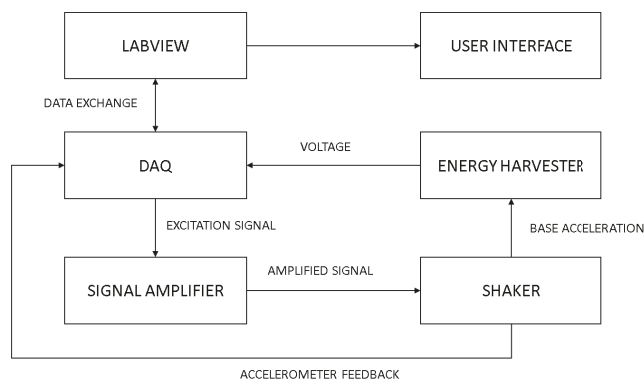 LABVIEW
USER INTERFACE
DATA EXCHANGE
DAQ
VOLTAGE
ENERGY HARVESTER
EXCITATION SIGNAL
BASE ACCELERATION
SIGNAL AMPLIFIER
AMPLIFIED SIGNAL
SHAKER
ACCELEROMETER FEEDBACK